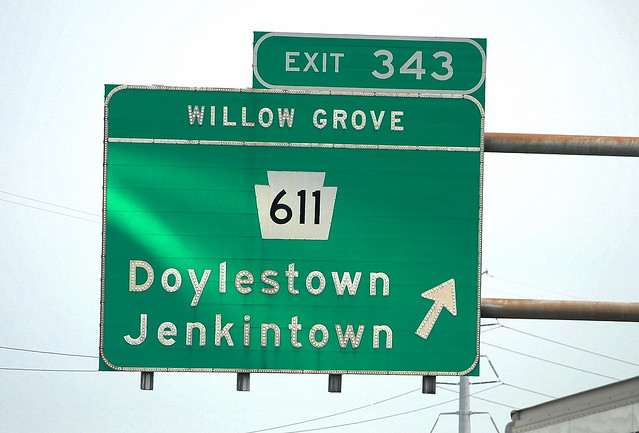 EXIT 343
WILLOW GROVE
611
Doylestown
Jenkintown